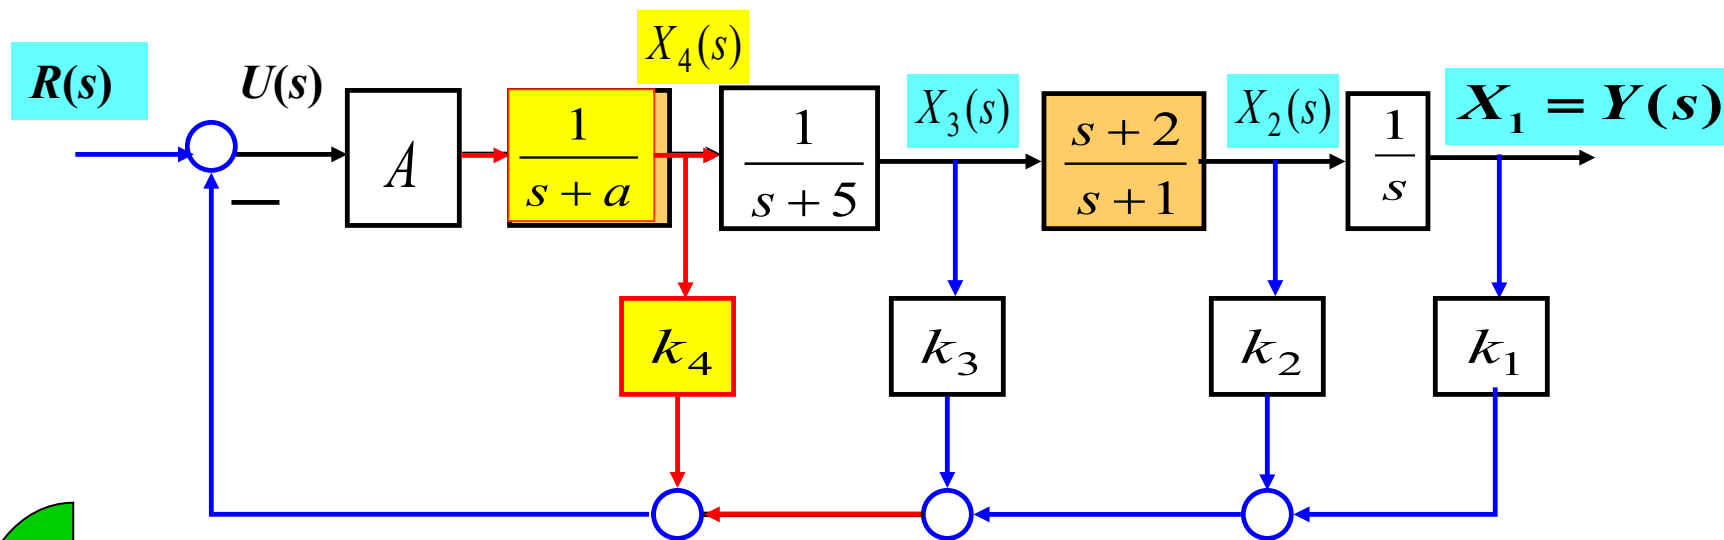 R(s)
U(s)
A
1
s + a
X₄(s)
1
s + 5
X₃(s)
s + 2
s + 1
X₂(s)
1
s
X₁ = Y(s)
−
k₄
k₃
k₂
k₁